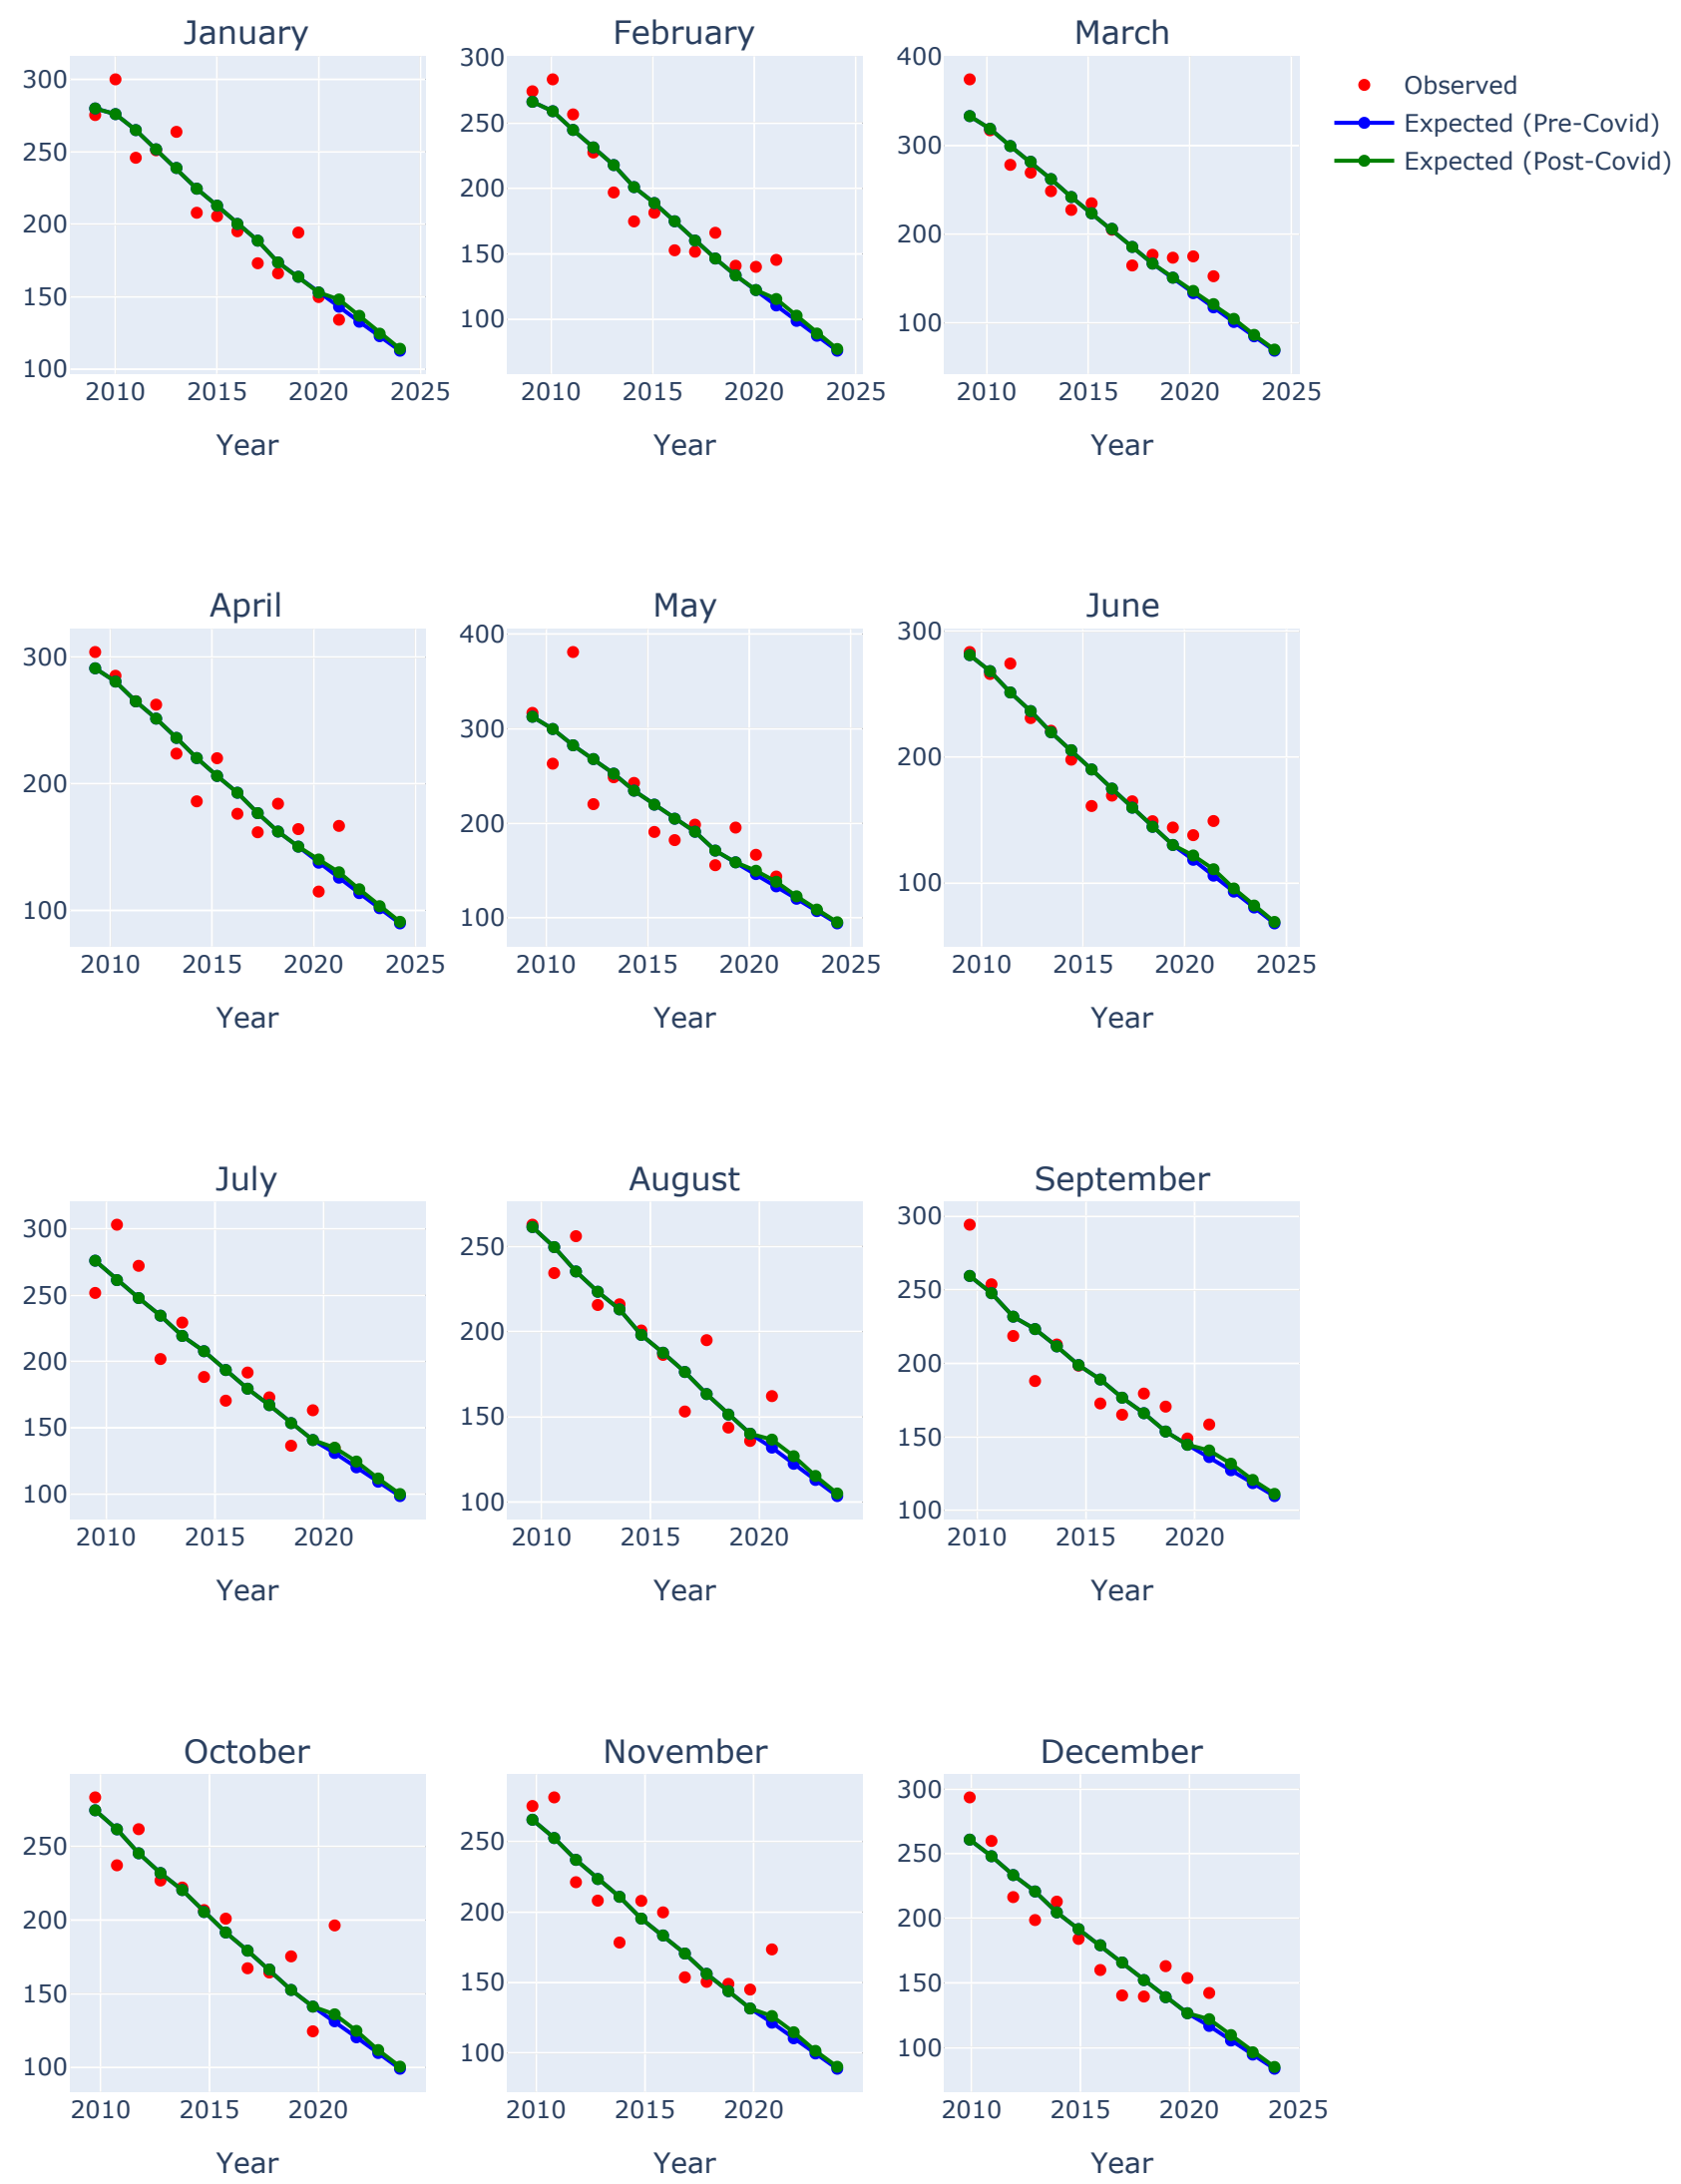 January
February
March
300
250
200
150
100
2010 2015 2020 2025
Year
300
250
200
150
100
2010 2015 2020 2025
Year
400
300
200
100
2010 2015 2020 2025
Year
Observed
Expected (Pre-Covid)
Expected (Post-Covid)
April
May
June
300
200
100
2010 2015 2020 2025
Year
400
300
200
100
2010 2015 2020 2025
Year
300
200
100
2010 2015 2020 2025
Year
July
August
September
300
250
200
150
100
2010 2015 2020
Year
250
200
150
100
2010 2015 2020
Year
300
250
200
150
100
2010 2015 2020
Year
October
November
December
250
200
150
100
2010 2015 2020
Year
250
200
150
100
2010 2015 2020
Year
300
250
200
150
100
2010 2015 2020 2025
Year